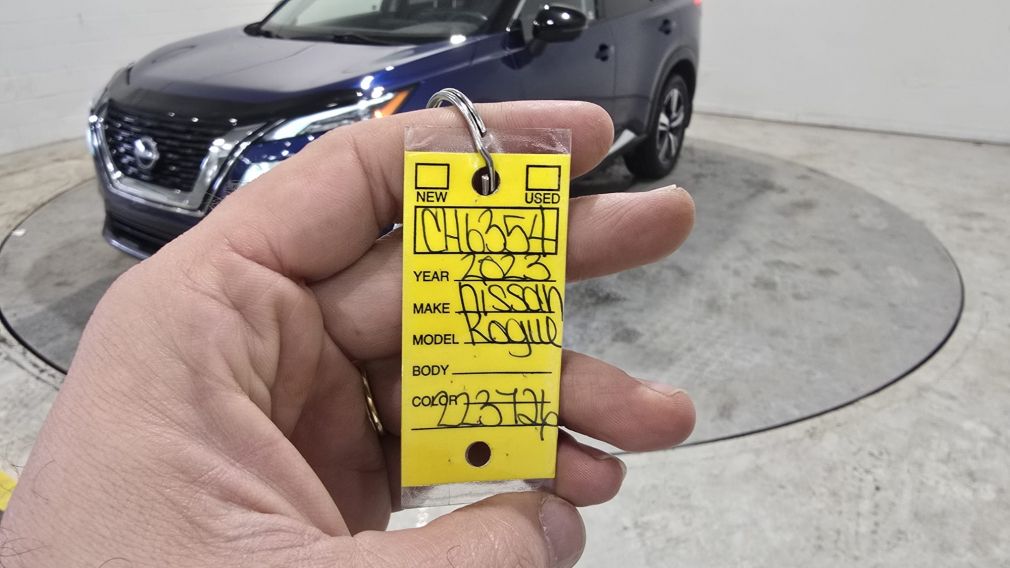 NEW USED
CH6354
YEAR 2023
MAKE Nissan
MODEL Rogue
BODY
COLOR
223726